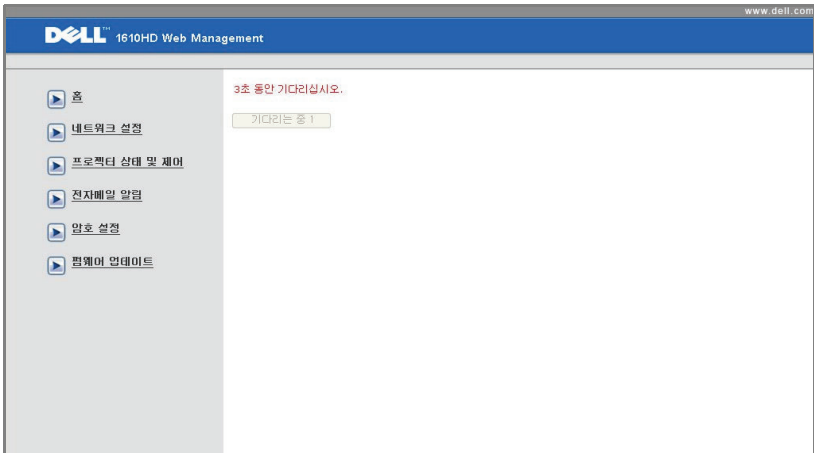 www.dell.com
DELL™ 1610HD Web Management
홈
네트워크 설정
프로젝터 상태 및 제어
전자메일 알림
암호 설정
펌웨어 업데이트
3초 동안 기다리십시오.
기다리는 중 1